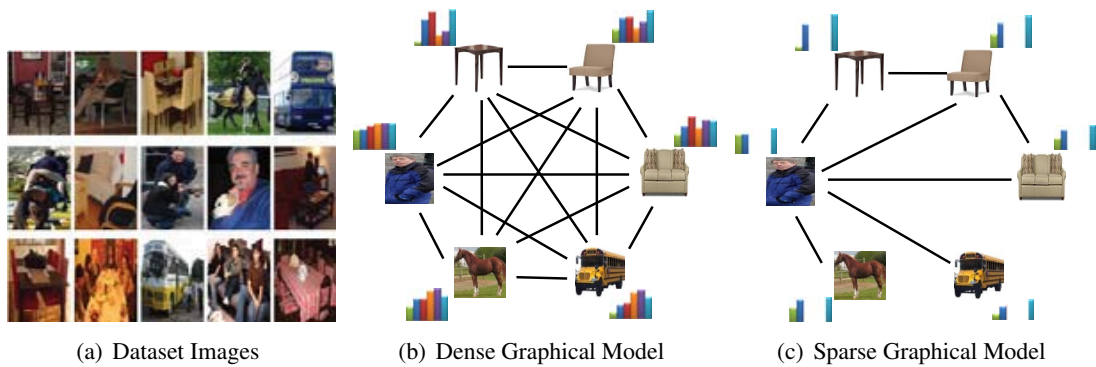 (a) Dataset Images
(b) Dense Graphical Model
(c) Sparse Graphical Model